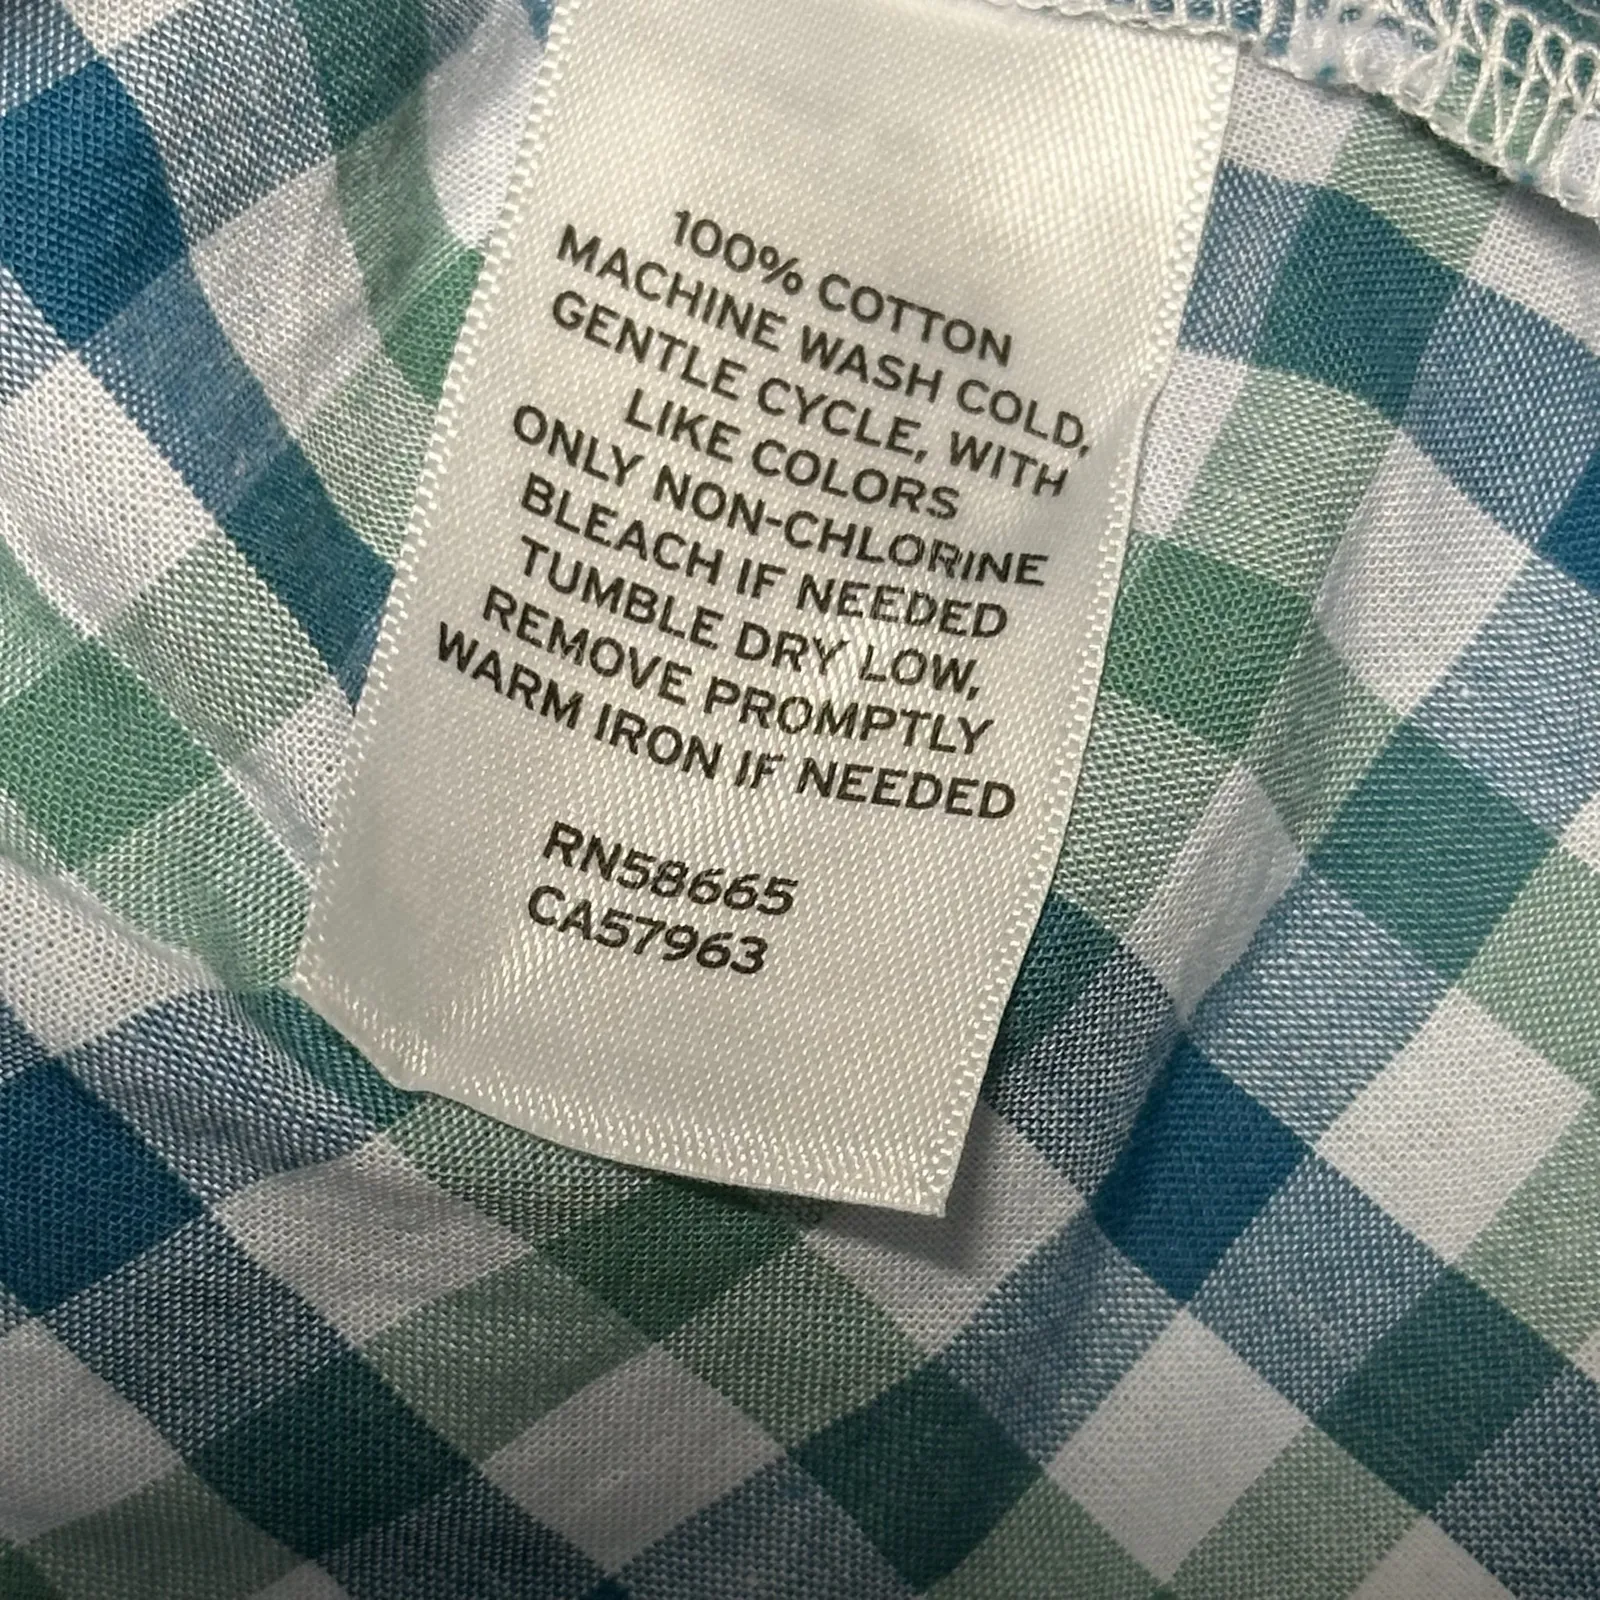 100% COTTON
MACHINE WASH COLD,
GENTLE CYCLE, WITH
LIKE COLORS
ONLY NON-CHLORINE
BLEACH IF NEEDED
TUMBLE DRY LOW,
REMOVE PROMPTLY
WARM IRON IF NEEDED
RN58665
CA57963